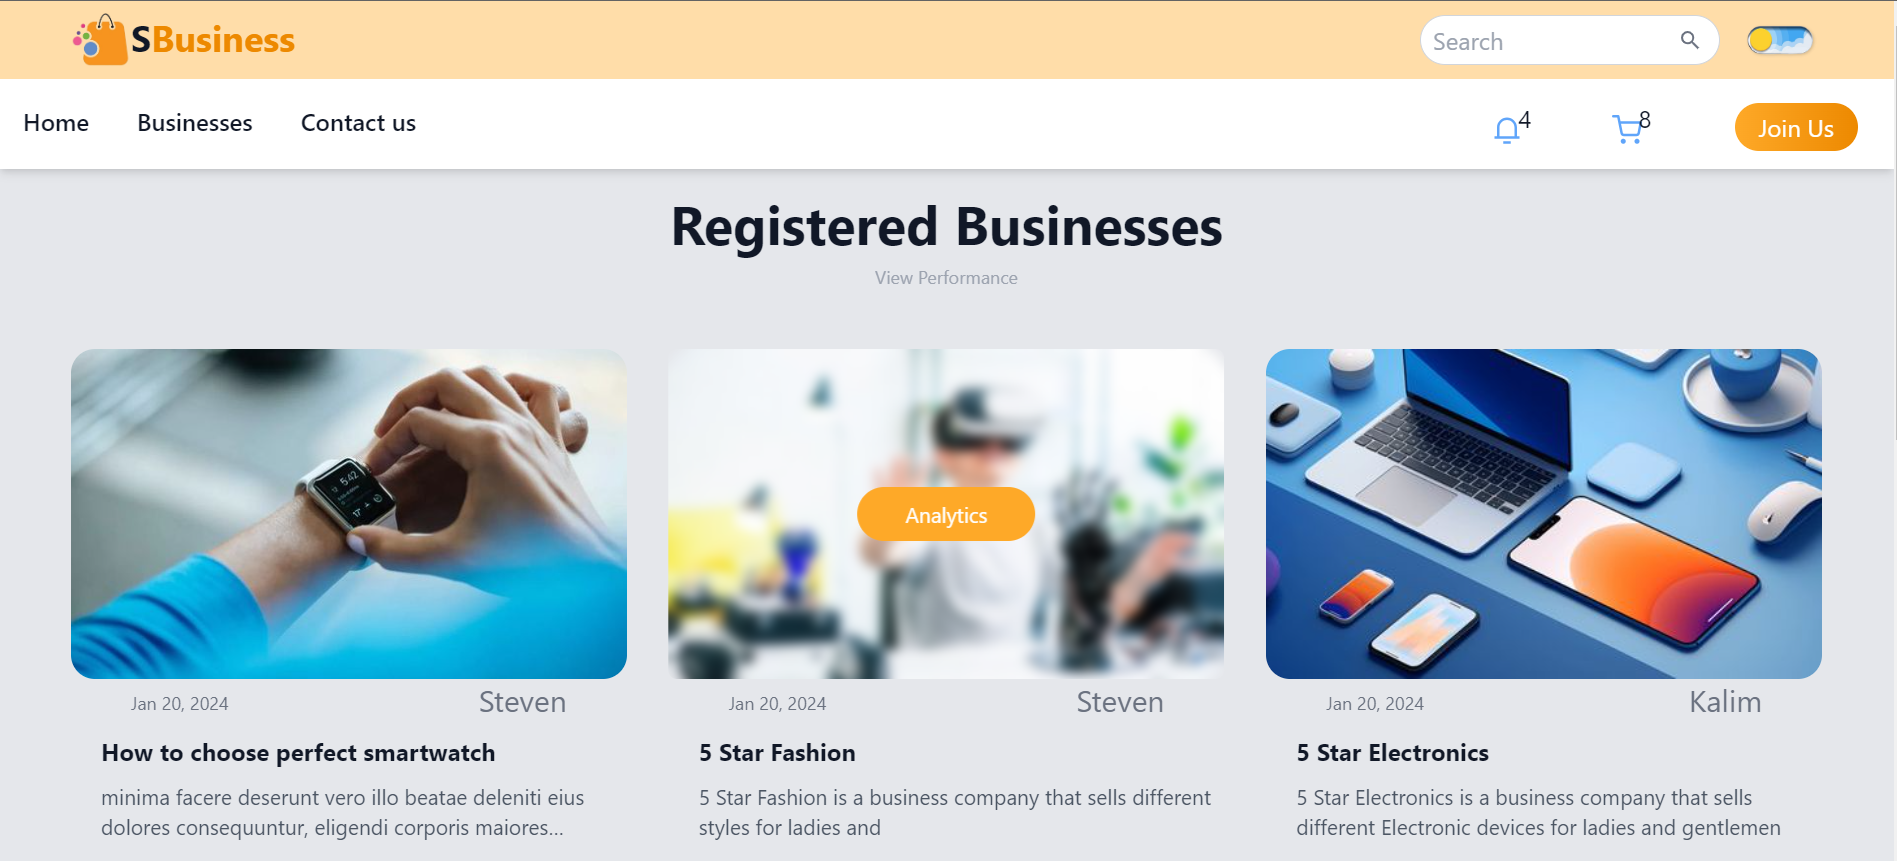 SBusiness
Search
Home Businesses Contact us 4 8 Join Us
Registered Businesses
View Performance
5:42
17
Analytics
Jan 20, 2024 Steven
How to choose perfect smartwatch
minima facere deserunt vero illo beatae deleniti eius
dolores consequuntur, eligendi corporis maiores...
Jan 20, 2024 Steven
5 Star Fashion
5 Star Fashion is a business company that sells different
styles for ladies and
Jan 20, 2024 Kalim
5 Star Electronics
5 Star Electronics is a business company that sells
different Electronic devices for ladies and gentlemen